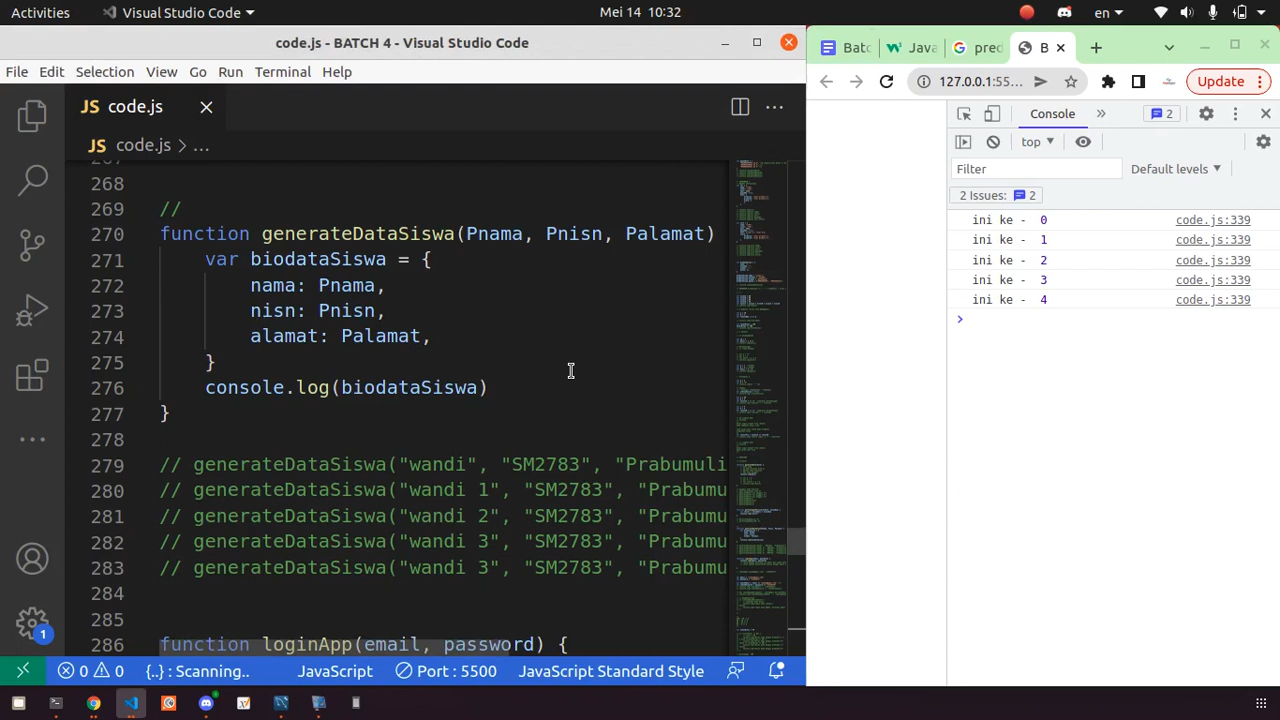 Activities
Visual Studio Code
Mei 14 10:32
en
code.js - BATCH 4 - Visual Studio Code
File Edit Selection View Go Run Terminal Help
JS code.js
JS code.js > ...
268
269 //
270 function generateDataSiswa(Pnama, Pnisn, Palamat)
271 var biodataSiswa = {
272 nama: Pnama,
273 nisn: Pnisn,
274 alamat: Palamat,
275 }
276 console.log(biodataSiswa)
277 }
278
279 // generateDataSiswa("wandi", "SM2783", "Prabumuli
280 // generateDataSiswa("wandi 1", "SM2783", "Prabumu
281 // generateDataSiswa("wandi 2", "SM2783", "Prabumu
282 // generateDataSiswa("wandi 3", "SM2783", "Prabumu
283 // generateDataSiswa("wandi 3", "SM2783", "Prabumu
284
285
286 function loginApp(email, password) {
1
0 0 {..} : Scanning.. JavaScript Port : 5500 JavaScript Standard Style
Batc
Java
pred
B
127.0.0.1:55...
Update
Console
2
top
Filter
Default levels
2 Issues: 2
ini ke - 0 code.js:339
ini ke - 1 code.js:339
ini ke - 2 code.js:339
ini ke - 3 code.js:339
ini ke - 4 code.js:339